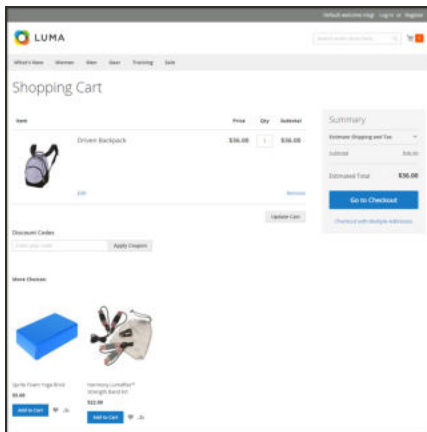 Default welcome msg! Log In or Register
LUMA
What's New Women Men Gear Training Sale
Shopping Cart
Item Price Qty Subtotal
Driven Backpack $36.00 1 $36.00
Edit Remove
Update Cart
Summary
Estimate Shipping and Tax
Subtotal $36.00
Estimated Total $36.00
Go to Checkout
Checkout with Multiple Addresses
Discount Codes
Enter your code Apply Coupon
More Choices:
Sprite Foam Yoga Brick
$5.00
Add to Cart
Harmony Lumaflex™
Strength Band Kit
$22.00
Add to Cart